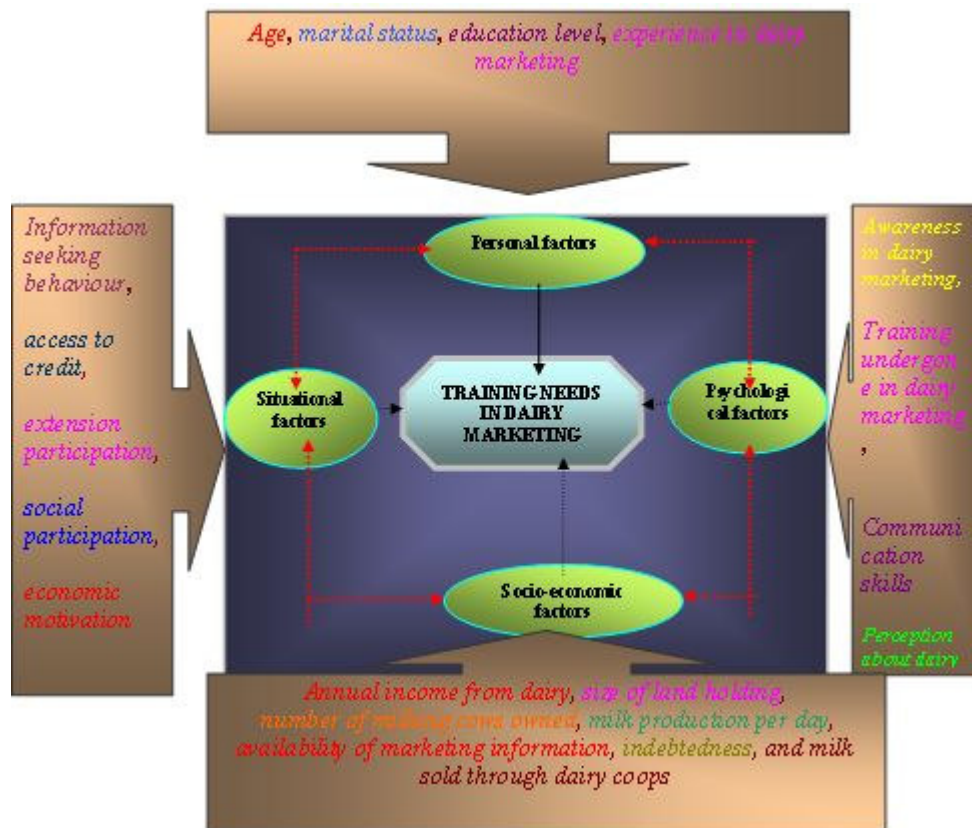 Age, marital status, education level, experience in dairy
marketing
Information
seeking
behaviour,
access to
credit,
extension
participation,
social
participation,
economic
motivation
Personal factors
Situational
factors
TRAINING NEEDS
IN DAIRY
MARKETING
Psychologi
cal factors
Socio-economic
factors
Awareness
in dairy
marketing,
Training
undergon
e in dairy
marketing
,
Communi
cation
skills
Perception
about dairy
Annual income from dairy, size of land holding,
number of milking cows owned, milk production per day,
availability of marketing information, indebtedness, and milk
sold through dairy coops